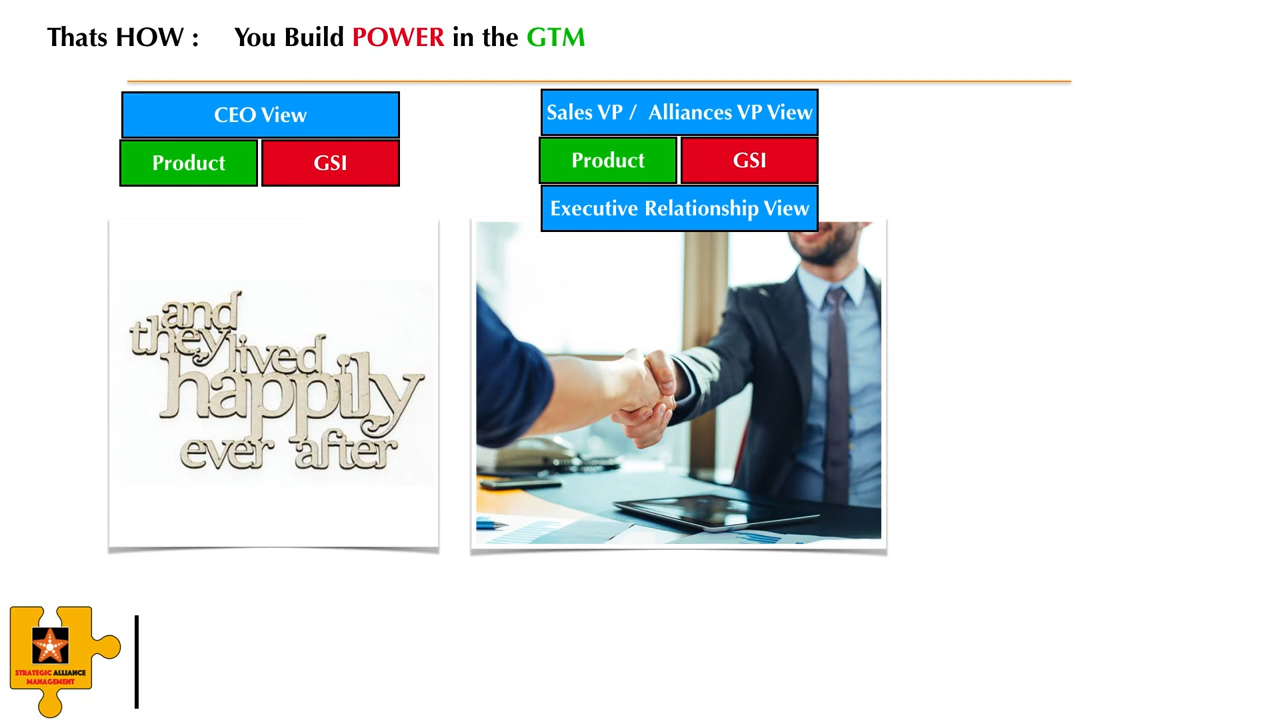 Thats HOW : You Build POWER in the GTM
CEO View
Product GSI
Sales VP / Alliances VP View
Product GSI
Executive Relationship View
and
they lived
happily
ever after
STRATEGIC ALLIANCE
MANAGEMENT